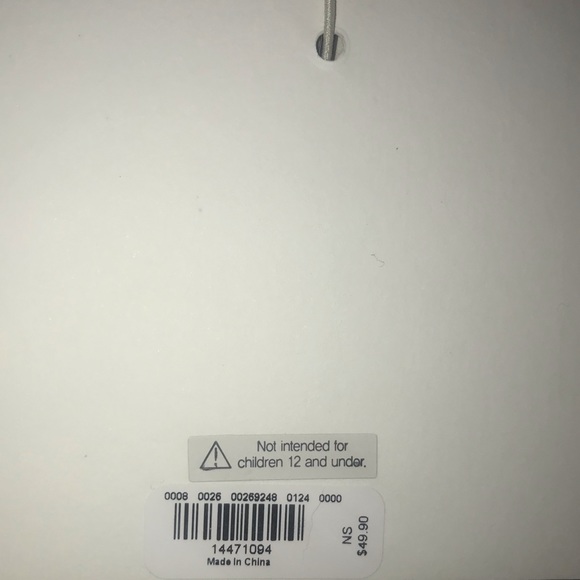 Not intended for
children 12 and under.
0008 0026 00269248 0124 0000
14471094
Made In China
NS
$49.90